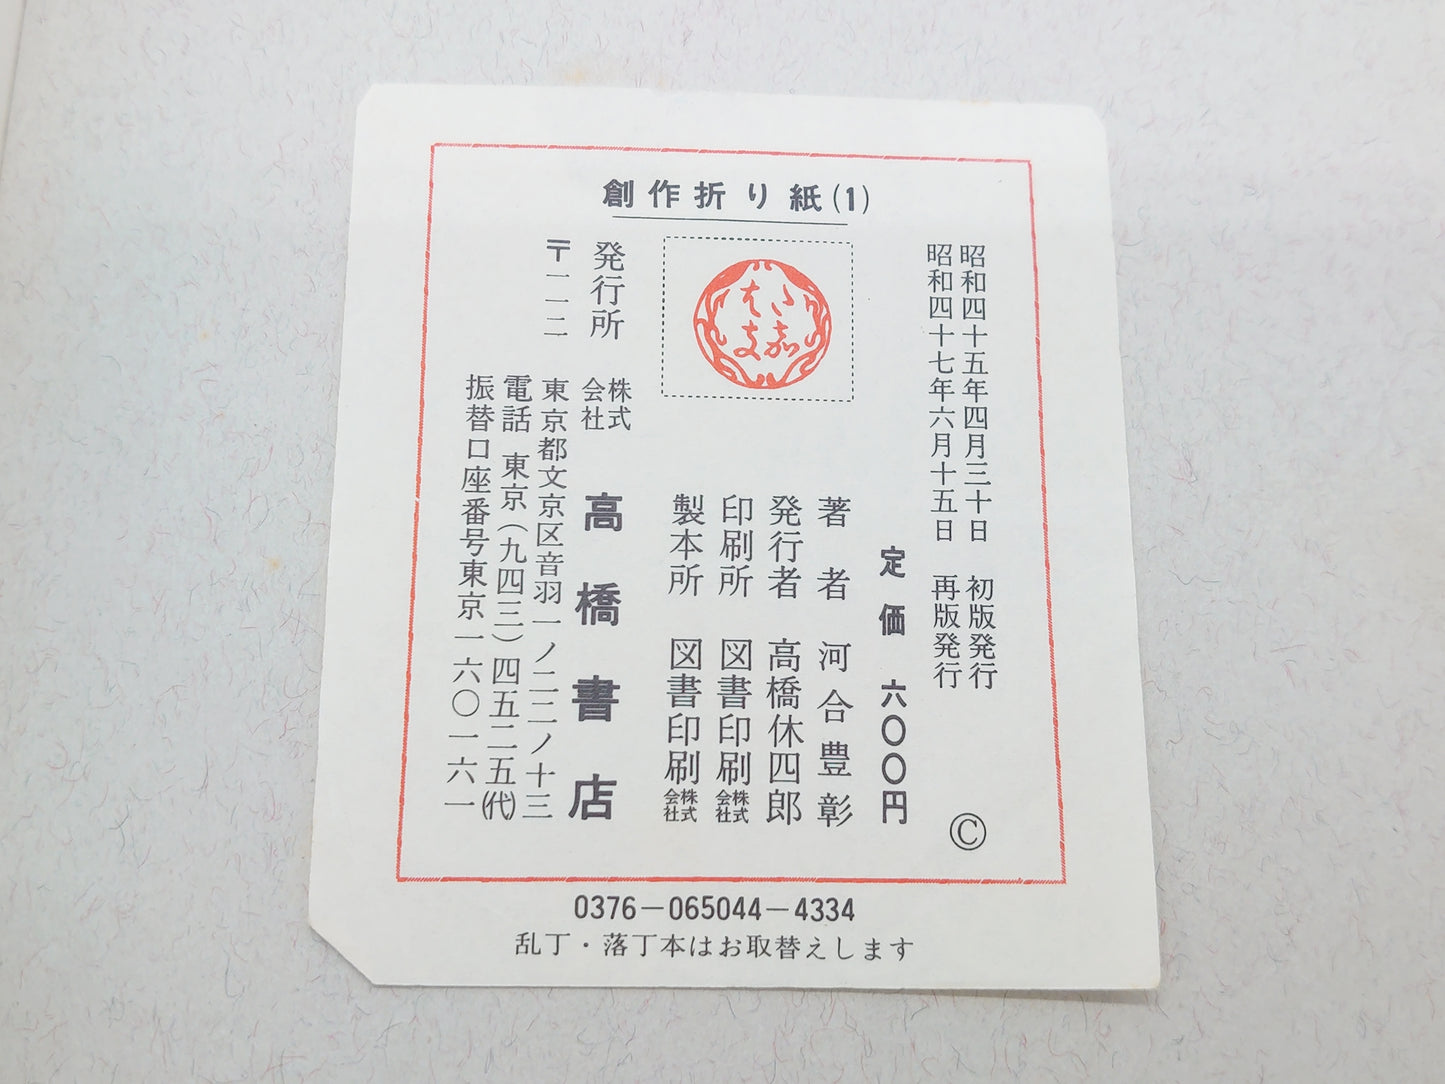 創作折り紙(1)
昭和四十五年四月三十日 初版発行
昭和四十七年六月十五日 再版発行
定価 六〇〇円
著者 河合豊彰
発行者 高橋休四郎
印刷所 図書印刷株式会社
製本所 図書印刷株式会社
発行所 株式会社 高橋書店
〒一一二 東京都文京区音羽一ノ二二ノ十三
電話 東京(九四三)四五二五(代)
振替口座番号東京一六〇一六一
©
0376-065044-4334
乱丁・落丁本はお取替えします